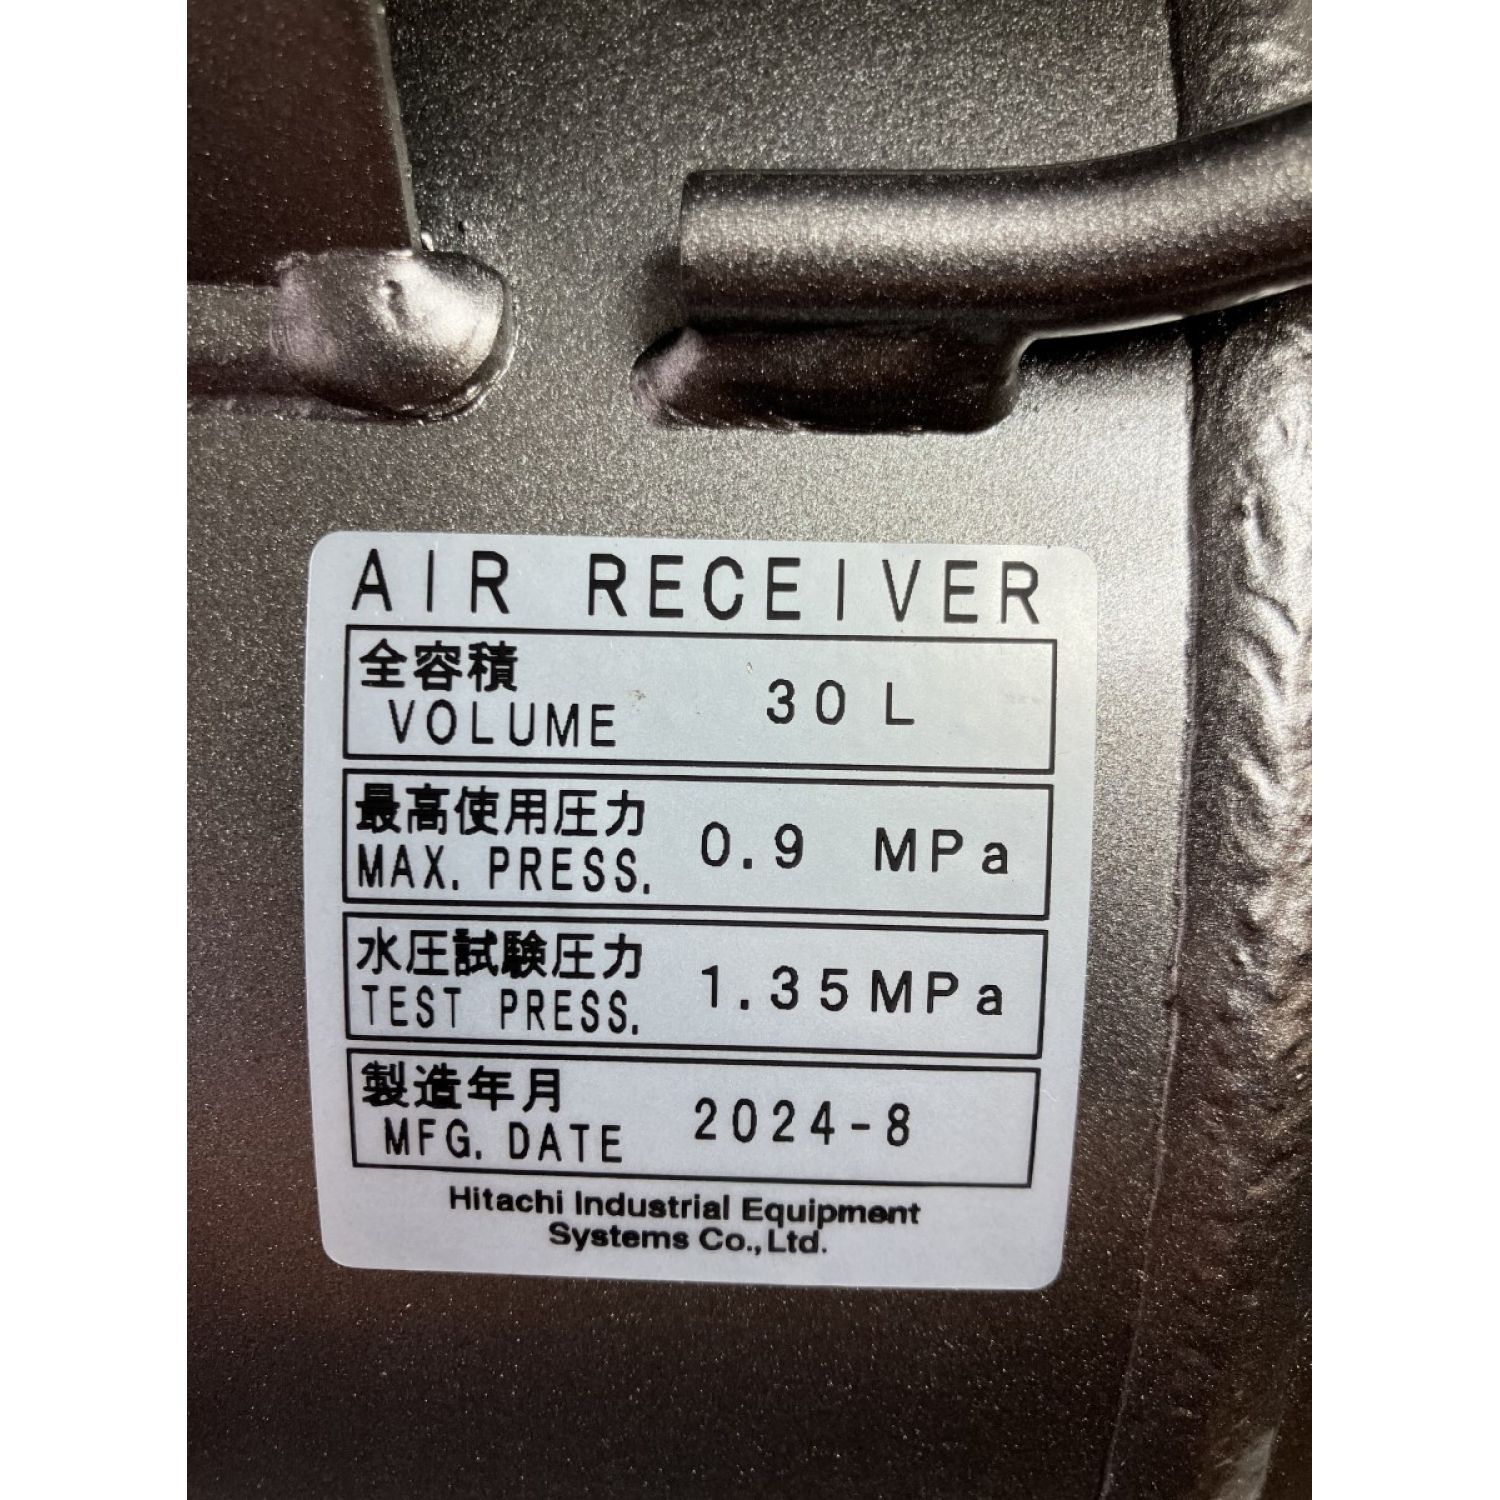 AIR RECEIVER
全容積
VOLUME
30 L
最高使用圧力
MAX. PRESS.
0.9 MPa
水圧試験圧力
TEST PRESS.
1.35MPa
製造年月
MFG. DATE
2024-8
Hitachi Industrial Equipment
Systems Co., Ltd.